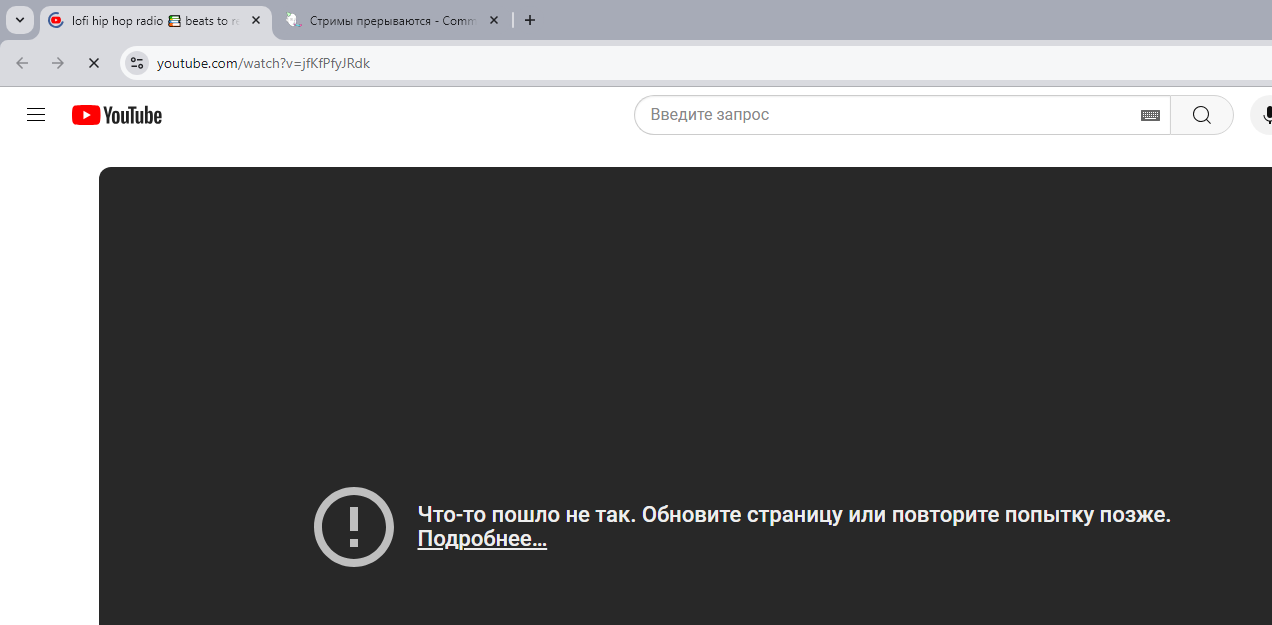 lofi hip hop radio 📚 beats to re
Стримы прерываются - Comm
youtube.com/watch?v=jfKfPfyJRdk
YouTube
Введите запрос
Что-то пошло не так. Обновите страницу или повторите попытку позже.
Подробнее…